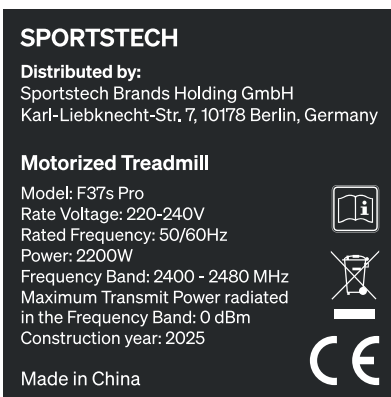 SPORTSTECH
Distributed by:
Sportstech Brands Holding GmbH
Karl-Liebknecht-Str. 7, 10178 Berlin, Germany
Motorized Treadmill
Model: F37s Pro
Rate Voltage: 220-240V
Rated Frequency: 50/60Hz
Power: 2200W
Frequency Band: 2400 - 2480 MHz
Maximum Transmit Power radiated
in the Frequency Band: 0 dBm
Construction year: 2025
CE
Made in China